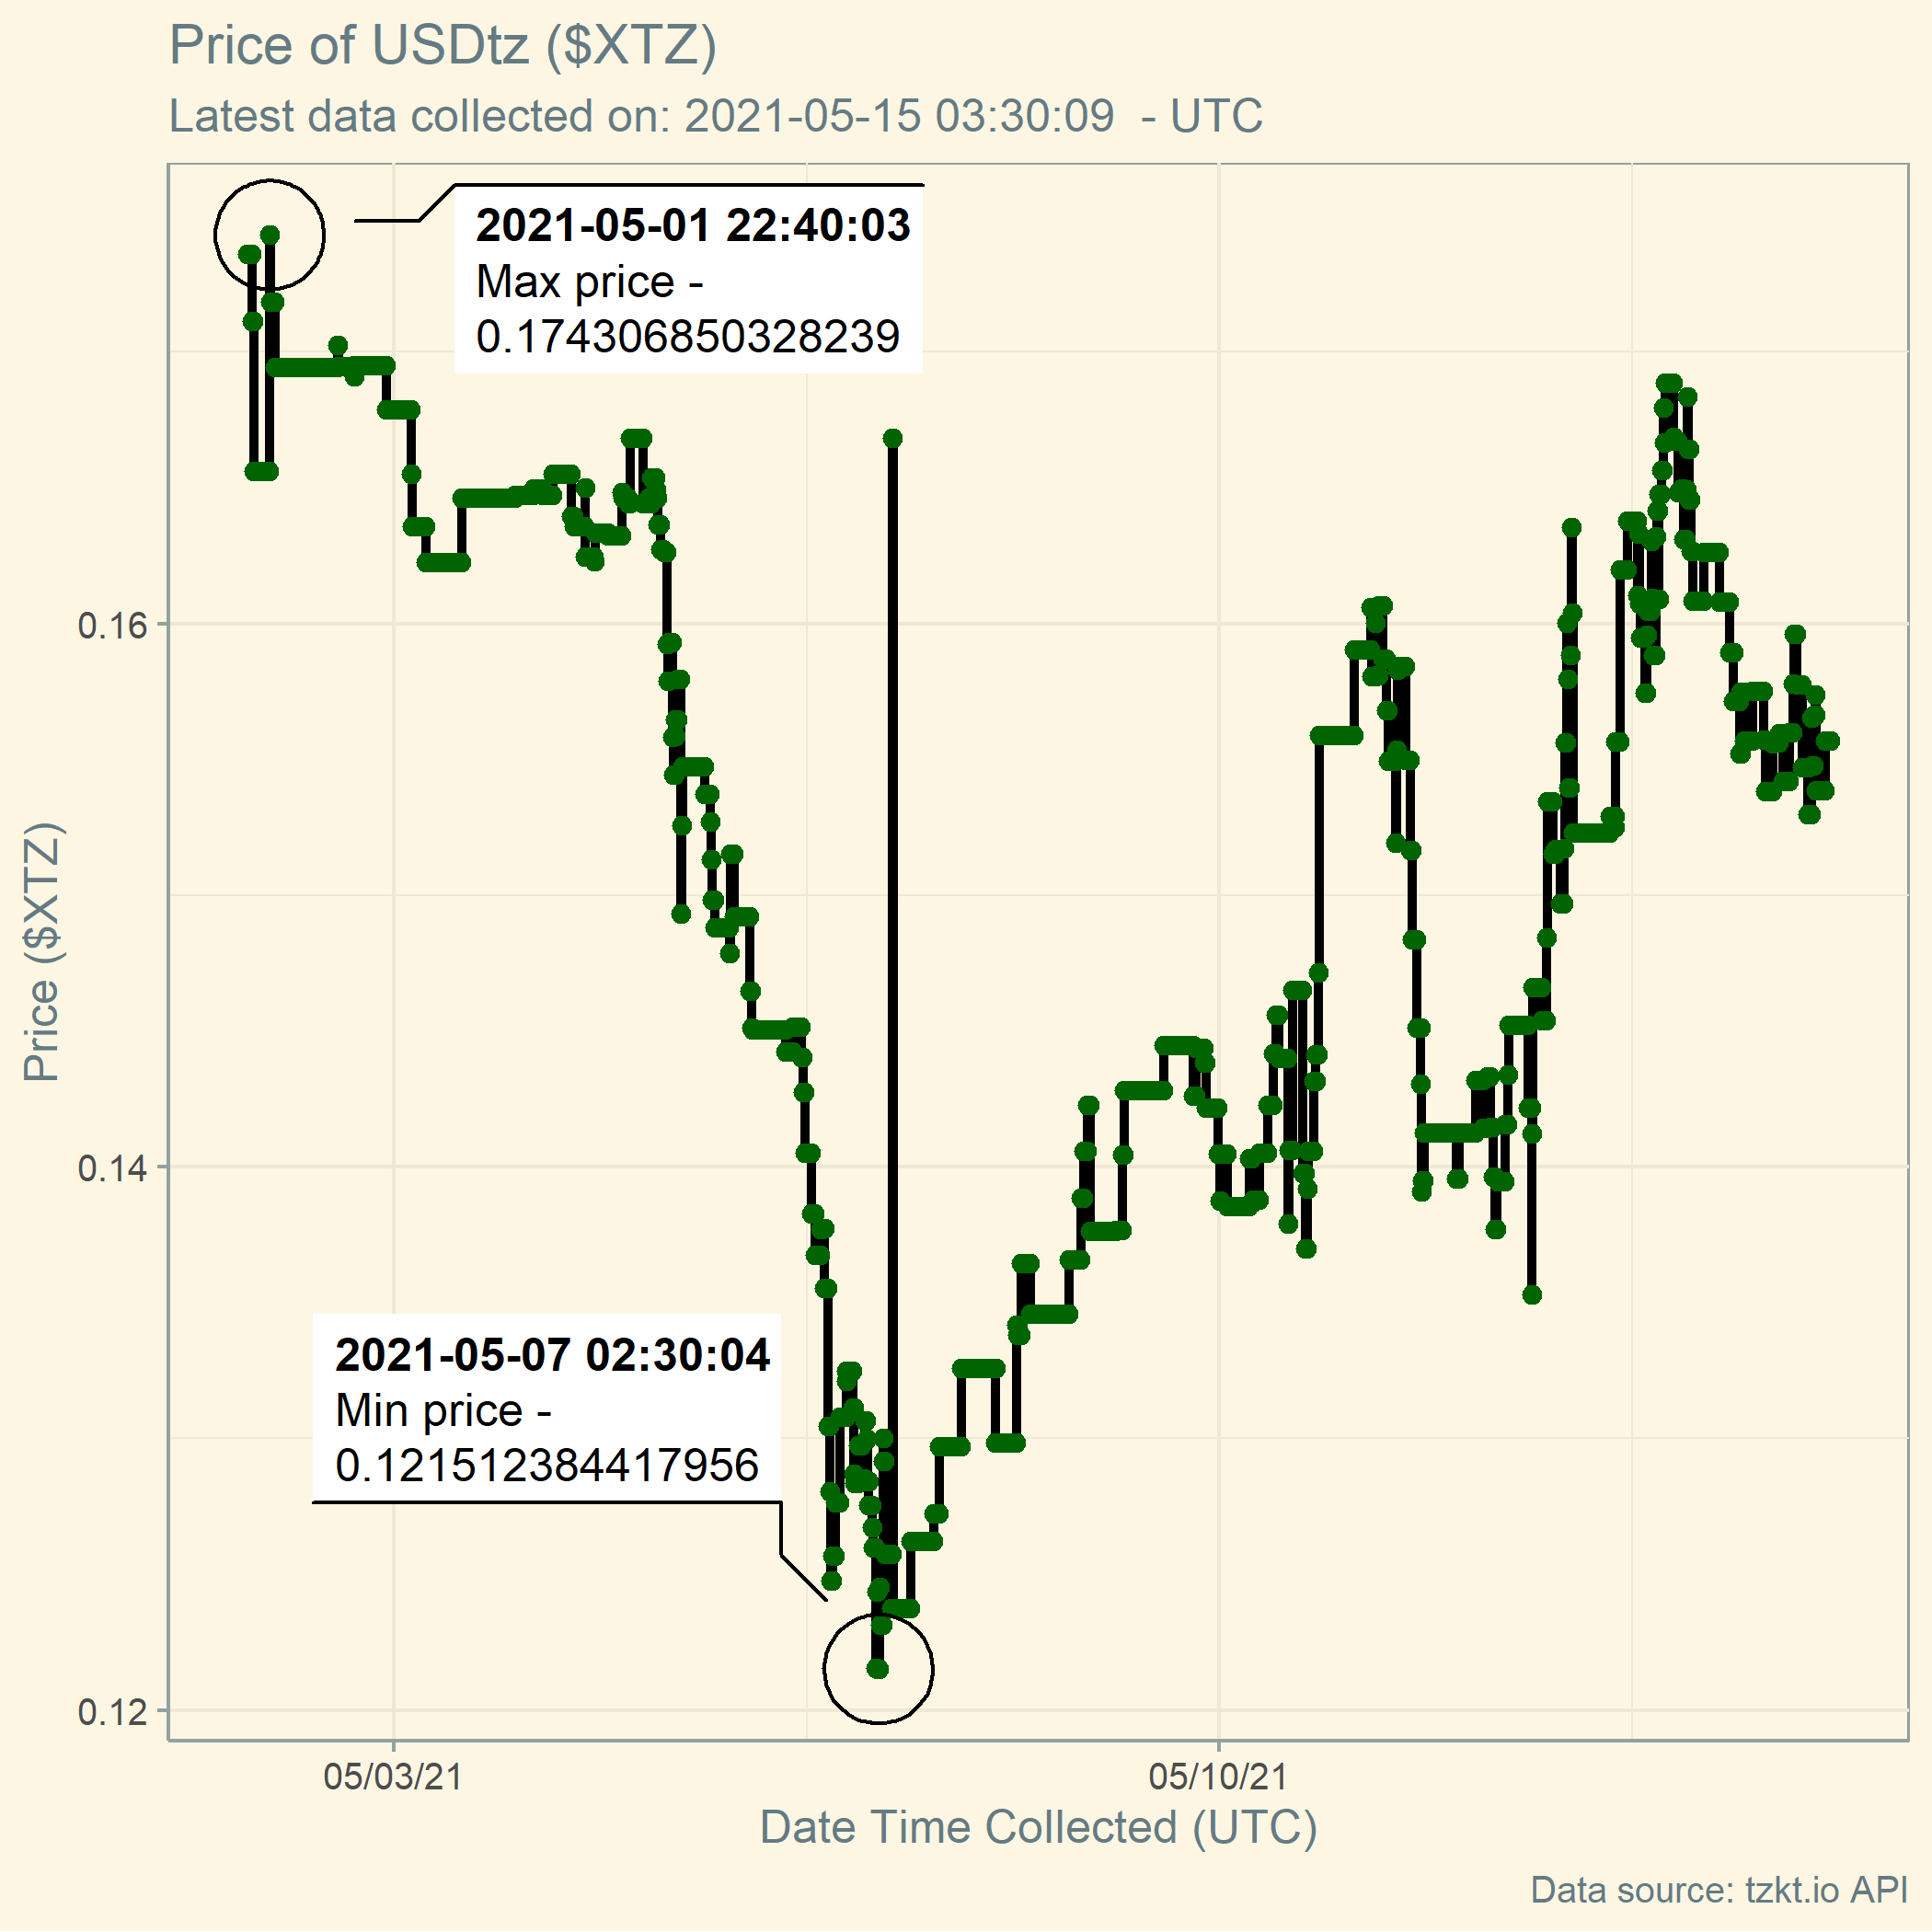 Price of USDtz ($XTZ)
Latest data collected on: 2021-05-15 03:30:09  - UTC
2021-05-01 22:40:03
Max price -
0.174306850328239
0.16
Price ($XTZ)
0.14
2021-05-07 02:30:04
Min price -
0.121512384417956
0.12
05/03/21
05/10/21
Date Time Collected (UTC)
Data source: tzkt.io API